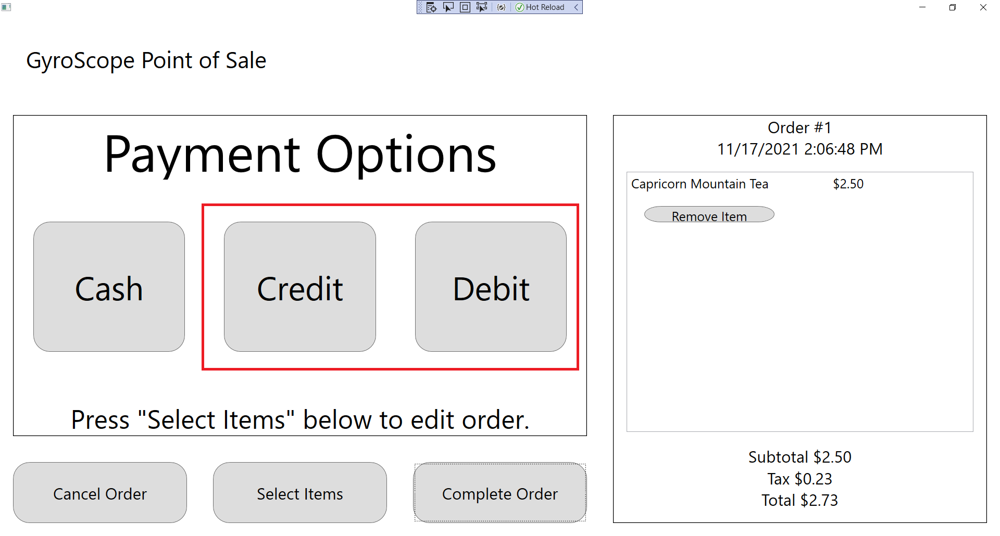 Hot Reload
GyroScope Point of Sale
Payment Options
Cash
Credit
Debit
Press "Select Items" below to edit order.
Cancel Order
Select Items
Complete Order
Order #1
11/17/2021 2:06:48 PM
Capricorn Mountain Tea $2.50
Remove Item
Subtotal $2.50
Tax $0.23
Total $2.73